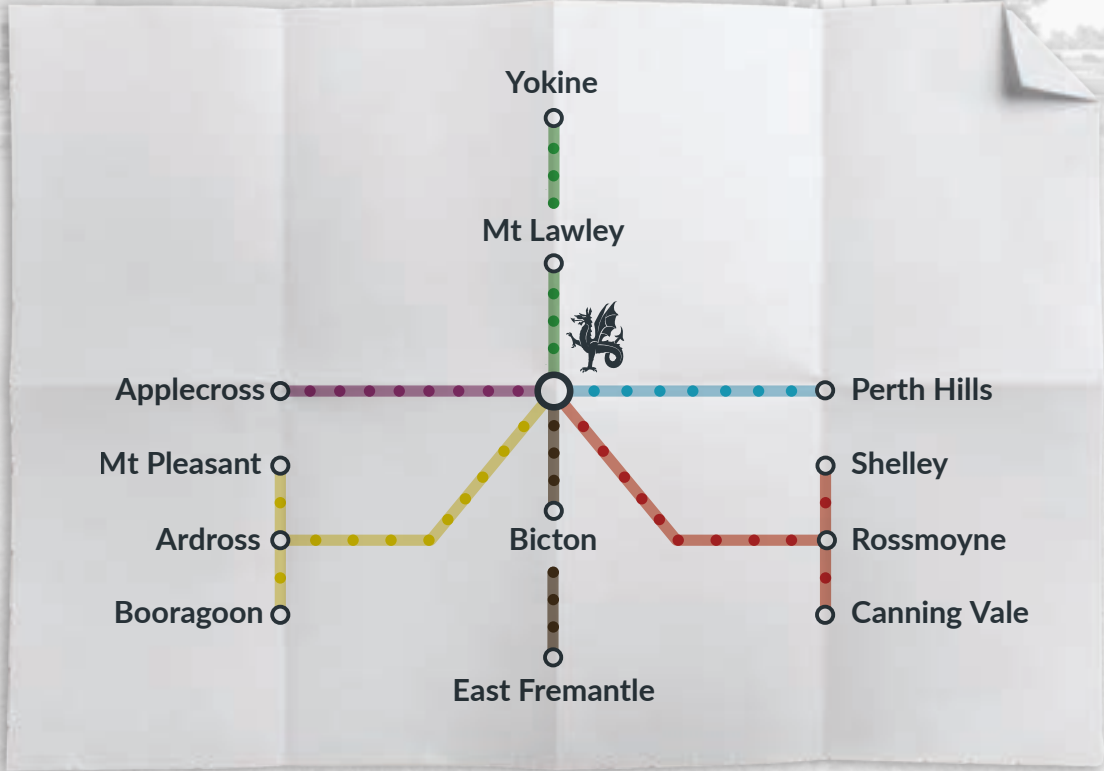 Yokine
Mt Lawley
Applecross
Perth Hills
Mt Pleasant
Shelley
Ardross
Bicton
Rossmoyne
Booragoon
Canning Vale
East Fremantle